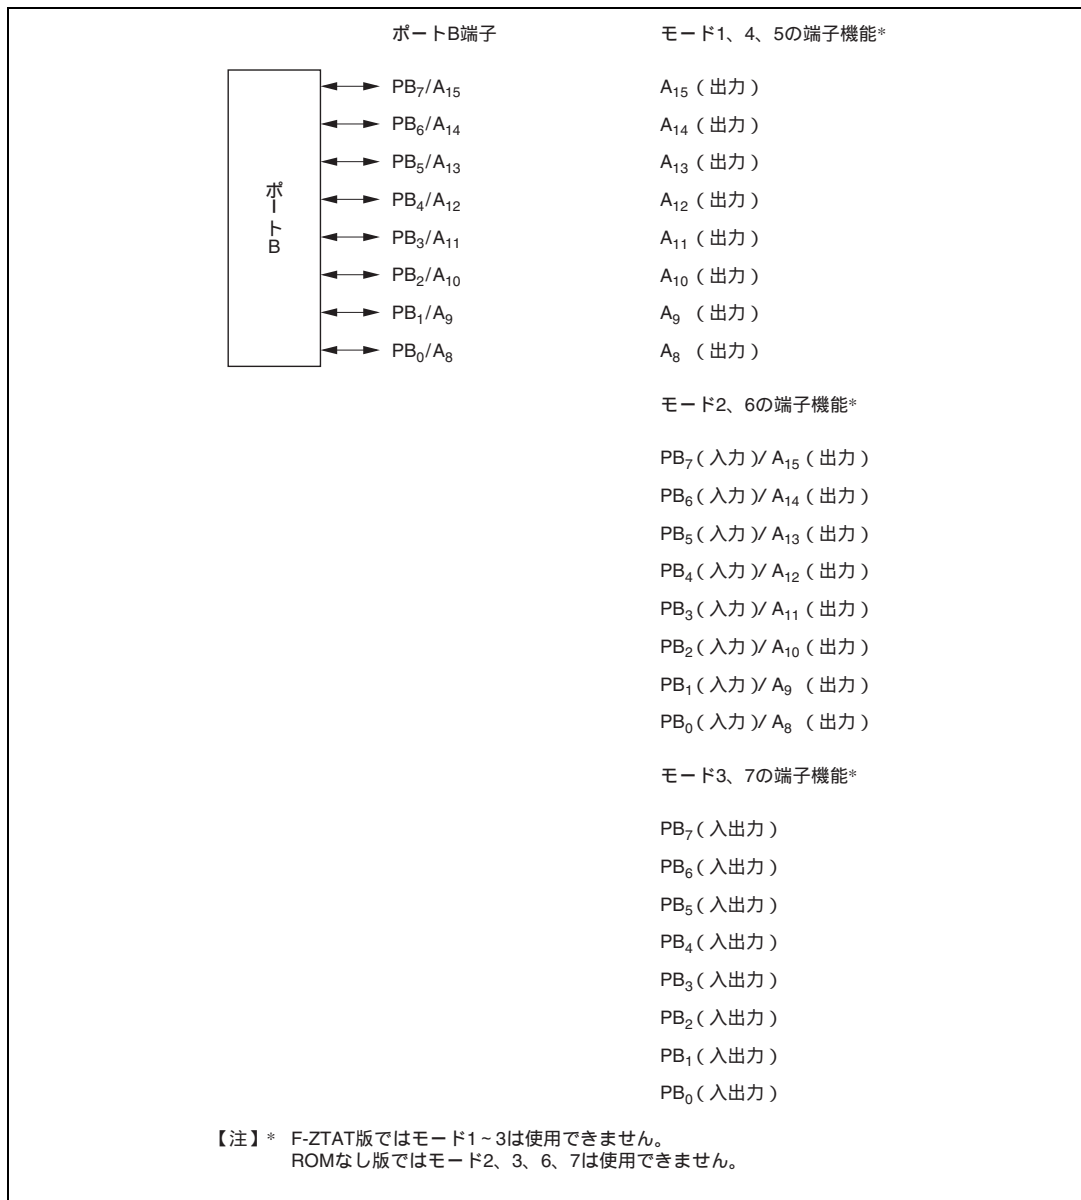 ポートB端子 モード1、4、5の端子機能*
ポートB
PB7/A15 A15（出力）
PB6/A14 A14（出力）
PB5/A13 A13（出力）
PB4/A12 A12（出力）
PB3/A11 A11（出力）
PB2/A10 A10（出力）
PB1/A9 A9 （出力）
PB0/A8 A8 （出力）
モード2、6の端子機能*
PB7（入力）/ A15（出力）
PB6（入力）/ A14（出力）
PB5（入力）/ A13（出力）
PB4（入力）/ A12（出力）
PB3（入力）/ A11（出力）
PB2（入力）/ A10（出力）
PB1（入力）/ A9 （出力）
PB0（入力）/ A8 （出力）
モード3、7の端子機能*
PB7（入出力）
PB6（入出力）
PB5（入出力）
PB4（入出力）
PB3（入出力）
PB2（入出力）
PB1（入出力）
PB0（入出力）
【注】* F-ZTAT版ではモード1~3は使用できません。
ROMなし版ではモード2、3、6、7は使用できません。